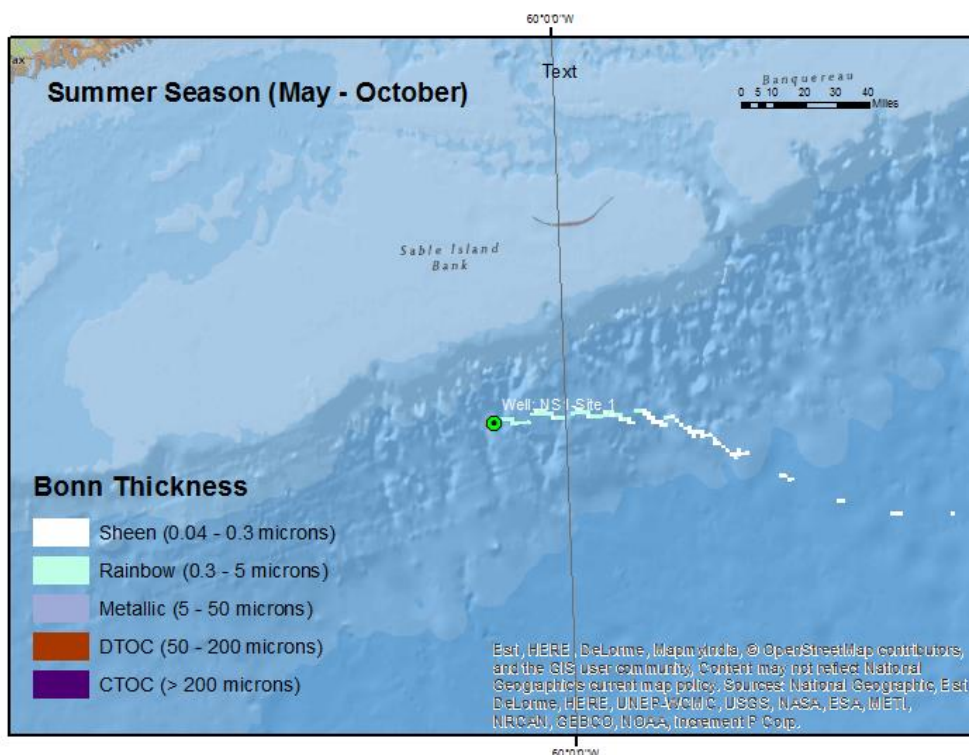 60°0'0"W
ax
Text
Summer Season (May - October)
Banquereau
0 5 10 20 30 40
Miles
Sable Island
Bank
Well: NS I-Site 1
Bonn Thickness
Sheen (0.04 - 0.3 microns)
Rainbow (0.3 - 5 microns)
Metallic (5 - 50 microns)
DTOC (50 - 200 microns)
CTOC (> 200 microns)
Esri, HERE, DeLorme, MapmyIndia, © OpenStreetMap contributors,
and the GIS user community, Content may not reflect National
Geographic's current map policy. Sources: National Geographic, Esri,
DeLorme, HERE, UNEP-WCMC, USGS, NASA, ESA, METI,
NRCAN, GEBCO, NOAA, increment P Corp.
60°0'0"W